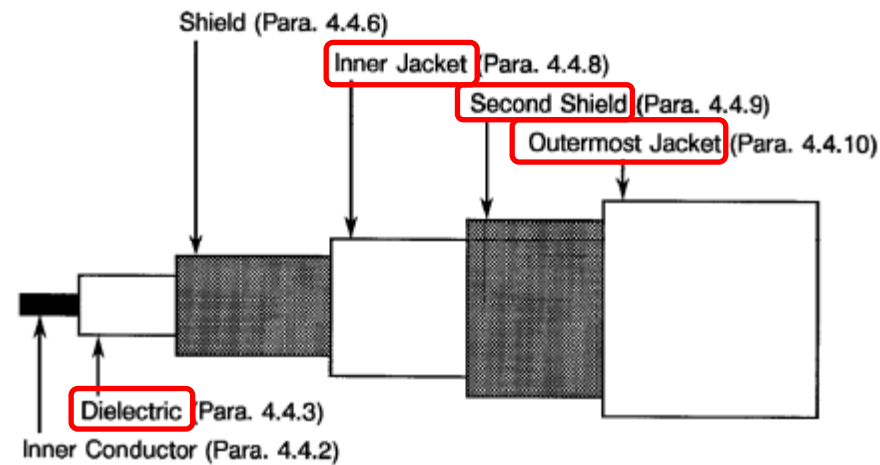 Shield (Para. 4.4.6)
Inner Jacket (Para. 4.4.8)
Second Shield (Para. 4.4.9)
Outermost Jacket (Para. 4.4.10)
Dielectric (Para. 4.4.3)
Inner Conductor (Para. 4.4.2)